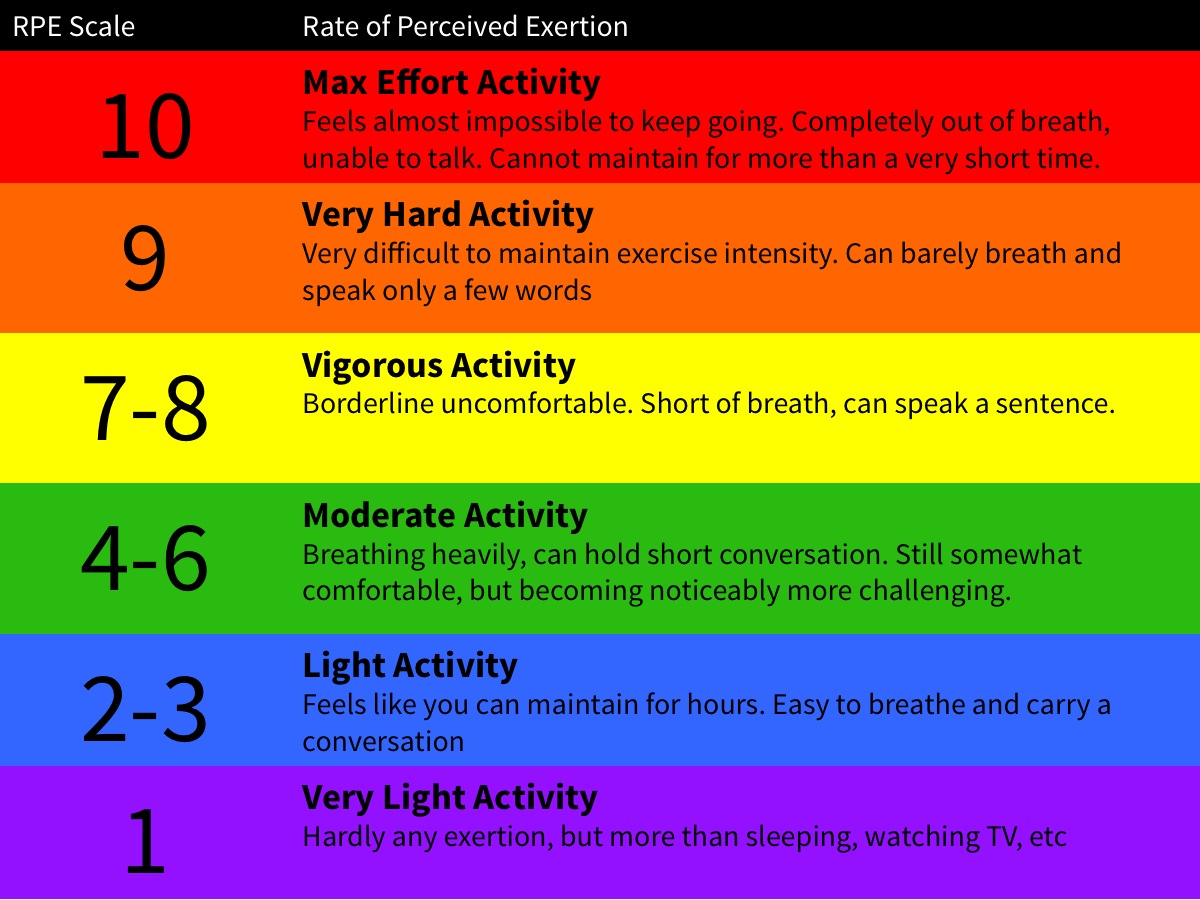 RPE Scale
Rate of Perceived Exertion
10
Max Effort Activity
Feels almost impossible to keep going. Completely out of breath,
unable to talk. Cannot maintain for more than a very short time.
9
Very Hard Activity
Very difficult to maintain exercise intensity. Can barely breath and
speak only a few words
7-8
Vigorous Activity
Borderline uncomfortable. Short of breath, can speak a sentence.
4-6
Moderate Activity
Breathing heavily, can hold short conversation. Still somewhat
comfortable, but becoming noticeably more challenging.
2-3
Light Activity
Feels like you can maintain for hours. Easy to breathe and carry a
conversation
1
Very Light Activity
Hardly any exertion, but more than sleeping, watching TV, etc